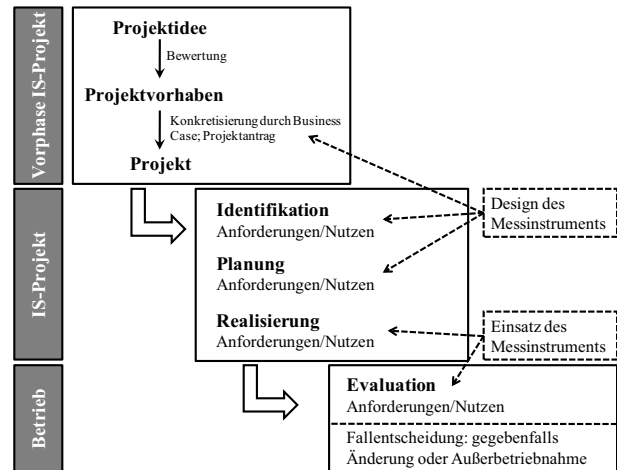 Vorphase IS-Projekt
Projektidee
Bewertung
Projektvorhaben
Konkretisierung durch Business
Case; Projektantrag
Projekt
IS-Projekt
Identifikation
Anforderungen/Nutzen
Planung
Anforderungen/Nutzen
Realisierung
Anforderungen/Nutzen
Design des
Messinstruments
Einsatz des
Messinstruments
Betrieb
Evaluation
Anforderungen/Nutzen
Fallentscheidung: gegebenfalls
Änderung oder Außerbetriebnahme